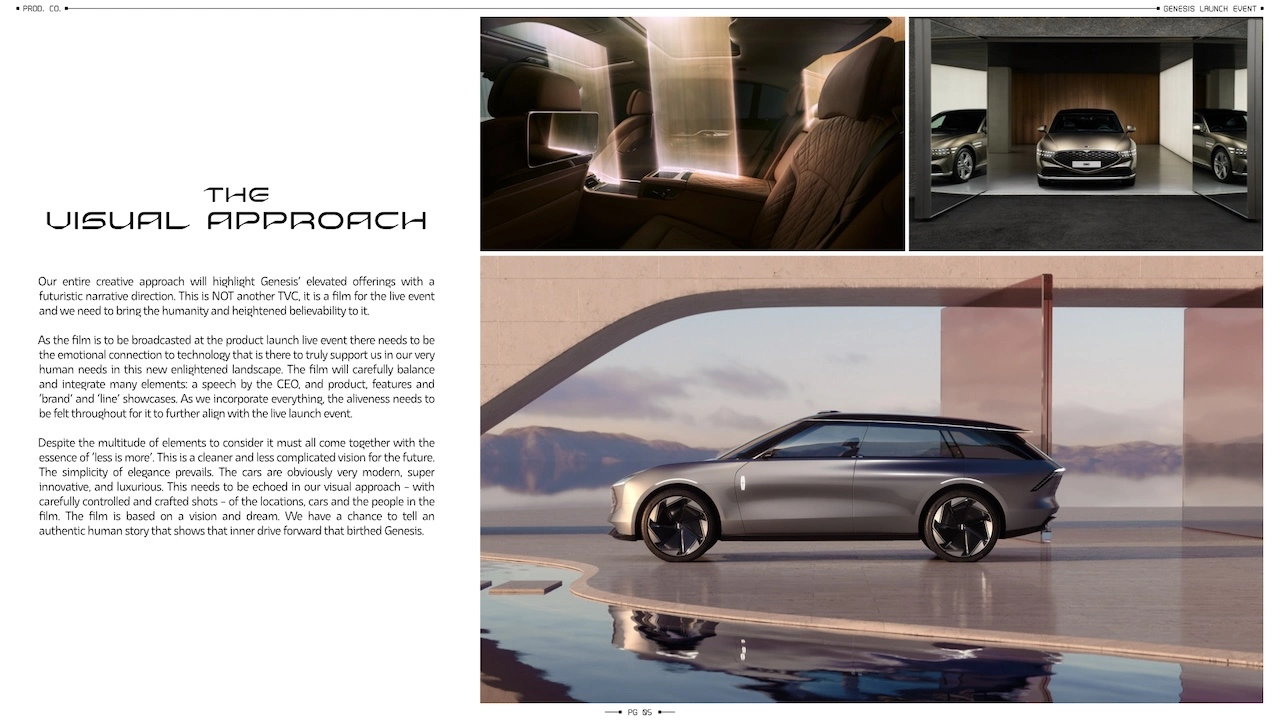 PROD. CO.
GENESIS LAUNCH EVENT
THE
VISUAL APPROACH
Our entire creative approach will highlight Genesis' elevated offerings with a
futuristic narrative direction. This is NOT another TVC, it is a film for the live event
and we need to bring the humanity and heightened believability to it.
As the film is to be broadcasted at the product launch live event there needs to be
the emotional connection to technology that is there to truly support us in our very
human needs in this new enlightened landscape. The film will carefully balance
and integrate many elements: a speech by the CEO, and product, features and
'brand' and 'line' showcases. As we incorporate everything, the aliveness needs to
be felt throughout for it to further align with the live launch event.
Despite the multitude of elements to consider it must all come together with the
essence of 'less is more'. This is a cleaner and less complicated vision for the future.
The simplicity of elegance prevails. The cars are obviously very modern, super
innovative, and luxurious. This needs to be echoed in our visual approach – with
carefully controlled and crafted shots – of the locations, cars and the people in the
film. The film is based on a vision and dream. We have a chance to tell an
authentic human story that shows that inner drive forward that birthed Genesis.
PG 05